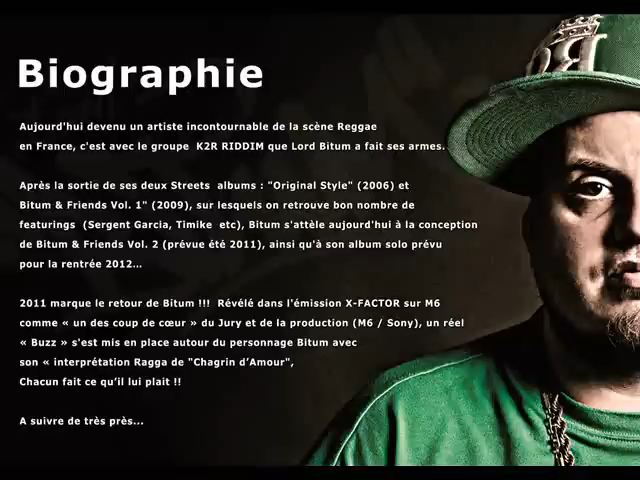 Biographie
Aujourd'hui devenu un artiste incontournable de la scène Reggae
en France, c'est avec le groupe K2R RIDDIM que Lord Bitum a fait ses armes.
Après la sortie de ses deux Streets albums : "Original Style" (2006) et
Bitum & Friends Vol. 1" (2009), sur lesquels on retrouve bon nombre de
featurings (Sergent Garcia, Timike etc), Bitum s'attèle aujourd'hui à la conception
de Bitum & Friends Vol. 2 (prévue été 2011), ainsi qu'à son album solo prévu
pour la rentrée 2012...
2011 marque le retour de Bitum !!! Révélé dans l'émission X-FACTOR sur M6
comme « un des coup de cœur » du Jury et de la production (M6 / Sony), un réel
« Buzz » s'est mis en place autour du personnage Bitum avec
son « interprétation Ragga de "Chagrin d'Amour",
Chacun fait ce qu'il lui plait !!
A suivre de très près...